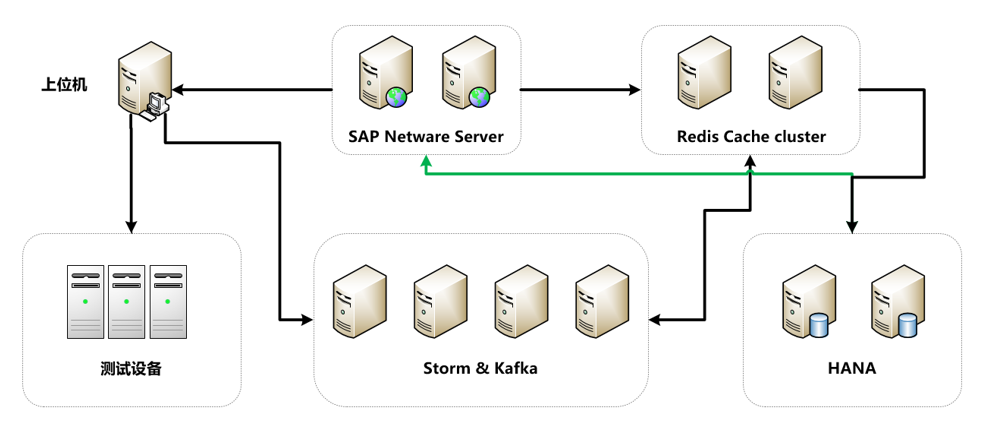 上位机
SAP Netware Server
Redis Cache cluster
测试设备
Storm & Kafka
HANA